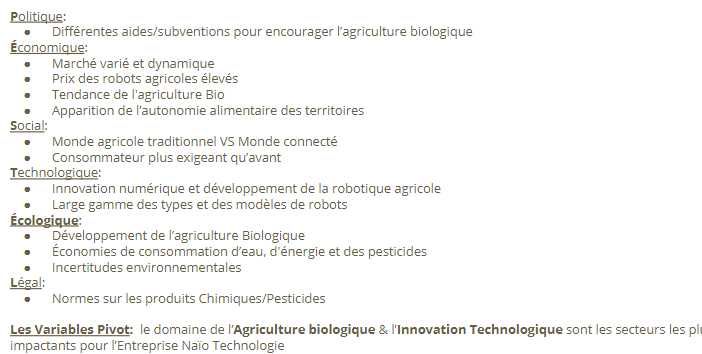 Politique:
● Différentes aides/subventions pour encourager l’agriculture biologique
Économique:
● Marché varié et dynamique
● Prix des robots agricoles élevés
● Tendance de l'agriculture Bio
● Apparition de l’autonomie alimentaire des territoires
Social:
● Monde agricole traditionnel VS Monde connecté
● Consommateur plus exigeant qu’avant
Technologique:
● Innovation numérique et développement de la robotique agricole
● Large gamme des types et des modèles de robots
Écologique:
● Développement de l’agriculture Biologique
● Économies de consommation d’eau, d'énergie et des pesticides
● Incertitudes environnementales
Légal:
● Normes sur les produits Chimiques/Pesticides
Les Variables Pivot: le domaine de l’Agriculture biologique & l’Innovation Technologique sont les secteurs les
impactants pour l’Entreprise Naïo Technologie